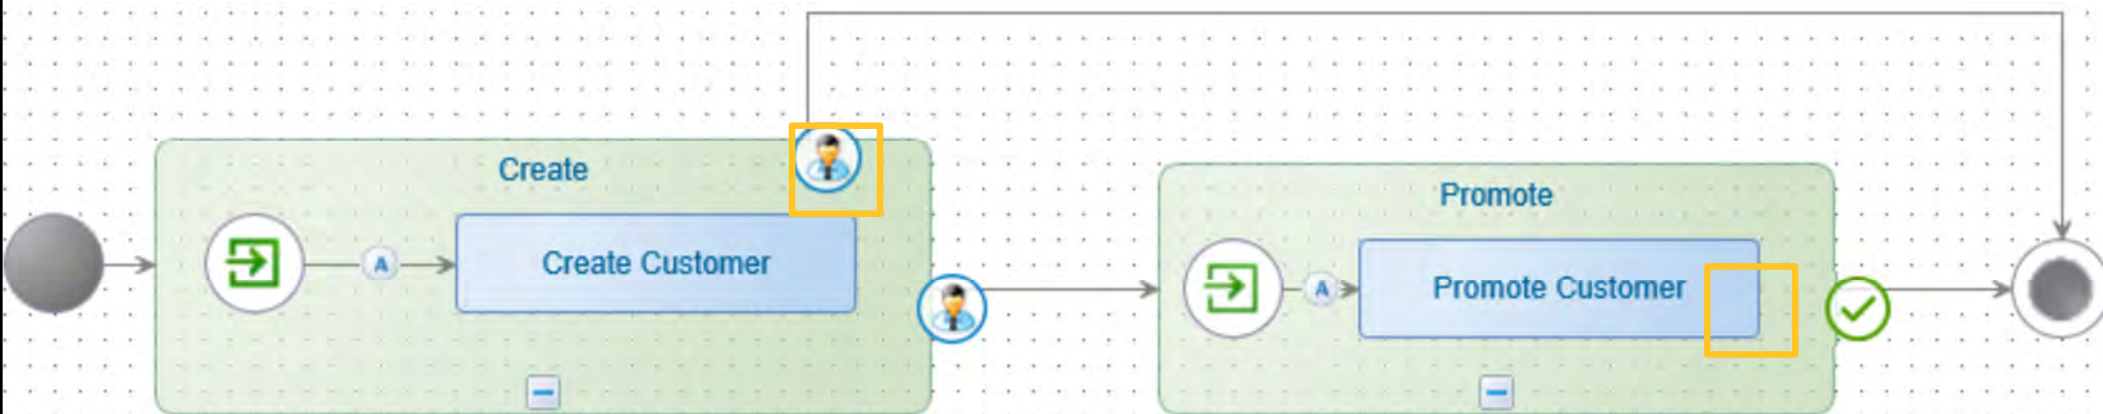 Create
A
Create Customer
Promote
A
Promote Customer